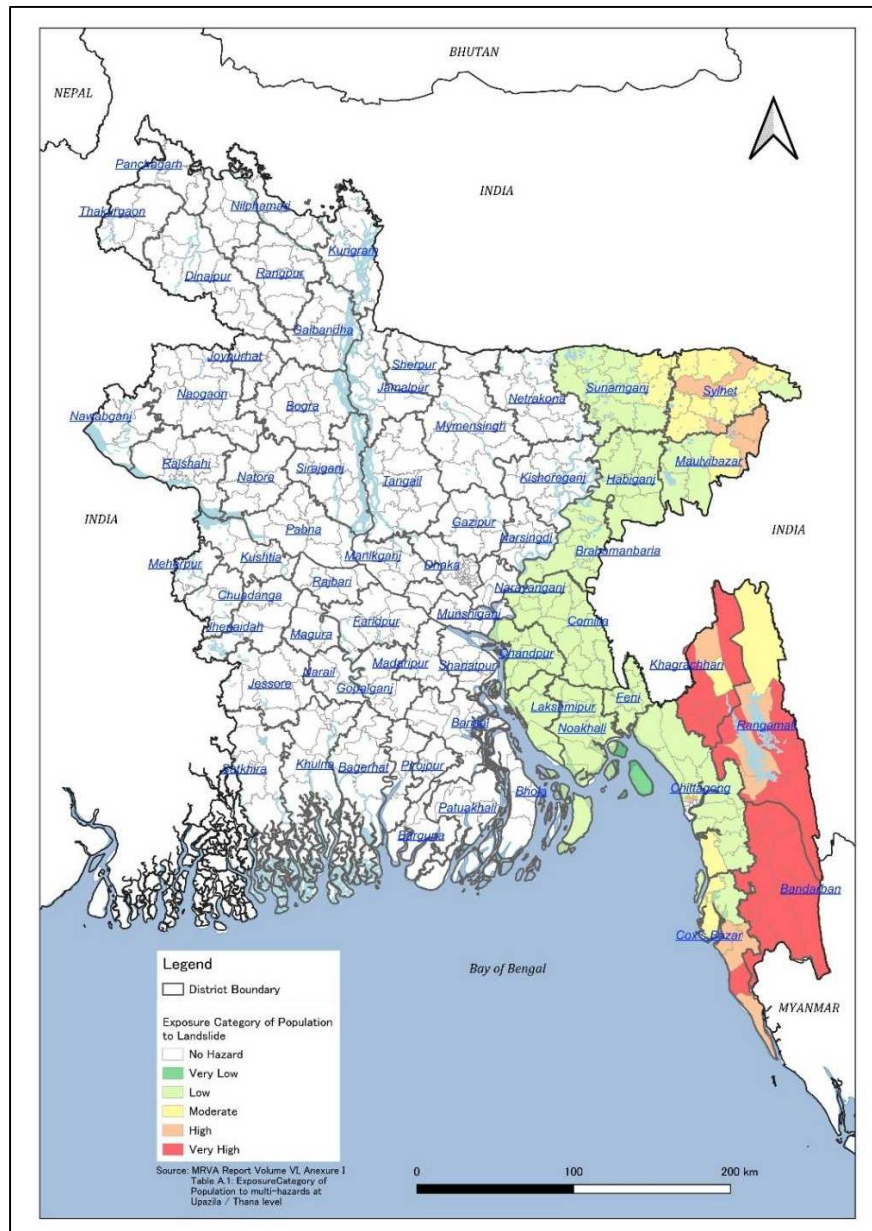 BHUTAN
NEPAL
INDIA
Panchagarh
Thakurgaon
Nilphamari
Kurigram
Dinajpur
Rangpur
Gaibandha
Joypurhat
Sherpur
Jamalpur
Naogaon
Bogra
Netrakona
Sunamganj
Sylhet
Nawabganj
Mymensingh
Rajshahi
Natore
Sirajganj
Tangail
Kishoreganj
Habiganj
Maulvibazar
INDIA
Pabna
Gazipur
Narsingdi
INDIA
Meherpur
Kushtia
Manikganj
Dhaka
Brahamanbaria
Chuadanga
Rajbari
Narayanganj
Jhenaidah
Magura
Faridpur
Munshiganj
Comilla
Jessore
Narail
Madaripur
Shariatpur
Chandpur
Khagrachhari
Gopalganj
Lakshmipur
Feni
Noakhali
Rangamati
Barisal
Satkhira
Khulna
Bagerhat
Pirojpur
Bhola
Chittagong
Patuakhali
Barguna
Bandarban
Cox's Bazar
Bay of Bengal
MYANMAR
Legend
District Boundary
Exposure Category of Population
to Landslide
No Hazard
Very Low
Low
Moderate
High
Very High
Source: MRVA Report Volume VI, Anexure I
Table A.1: ExposureCategory of
Population to multi-hazards at
Upazila / Thana level
0 100 200 km